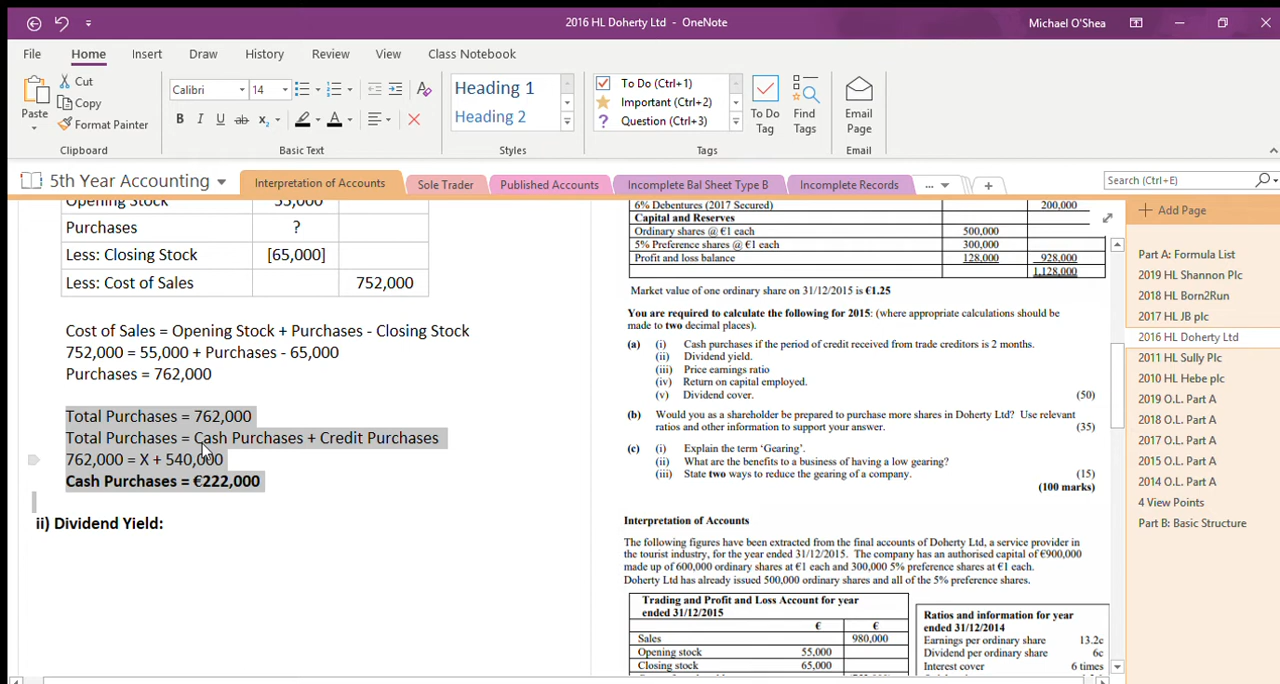 2016 HL Doherty Ltd - OneNote
Michael O'Shea
File Home Insert Draw History Review View Class Notebook
Paste
Cut
Copy
Format Painter
Clipboard
Calibri 14
B I U ab x₂ A
Basic Text
Heading 1
Heading 2
Styles
To Do (Ctrl+1)
Important (Ctrl+2)
Question (Ctrl+3)
To Do Tag
Find Tags
Tags
Email Page
Email
5th Year Accounting
Interpretation of Accounts Sole Trader Published Accounts Incomplete Bal Sheet Type B Incomplete Records ...
Search (Ctrl+E)
Opening Stock 55,000
Purchases ?
Less: Closing Stock [65,000]
Less: Cost of Sales 752,000
Cost of Sales = Opening Stock + Purchases - Closing Stock
752,000 = 55,000 + Purchases - 65,000
Purchases = 762,000
Total Purchases = 762,000
Total Purchases = Cash Purchases + Credit Purchases
762,000 = X + 540,000
Cash Purchases = €222,000
ii) Dividend Yield:
6% Debentures (2017 Secured) 200,000
Capital and Reserves
Ordinary shares @ €1 each 500,000
5% Preference shares @ €1 each 300,000
Profit and loss balance 128,000 928,000
1,128,000
Market value of one ordinary share on 31/12/2015 is €1.25
You are required to calculate the following for 2015: (where appropriate calculations should be
made to two decimal places).
(a) (i) Cash purchases if the period of credit received from trade creditors is 2 months.
(ii) Dividend yield.
(iii) Price earnings ratio
(iv) Return on capital employed.
(v) Dividend cover. (50)
(b) Would you as a shareholder be prepared to purchase more shares in Doherty Ltd? Use relevant
ratios and other information to support your answer. (35)
(c) (i) Explain the term ‘Gearing’.
(ii) What are the benefits to a business of having a low gearing?
(iii) State two ways to reduce the gearing of a company. (15)
(100 marks)
Interpretation of Accounts
The following figures have been extracted from the final accounts of Doherty Ltd, a service provider in
the tourist industry, for the year ended 31/12/2015. The company has an authorised capital of €900,000
made up of 600,000 ordinary shares at €1 each and 300,000 5% preference shares at €1 each.
Doherty Ltd has already issued 500,000 ordinary shares and all of the 5% preference shares.
Trading and Profit and Loss Account for year
ended 31/12/2015
€ €
Sales 980,000
Opening stock 55,000
Closing stock 65,000
Ratios and information for year
ended 31/12/2014
Earnings per ordinary share 13.2c
Dividend per ordinary share 6c
Interest cover 6 times
Add Page
Part A: Formula List
2019 HL Shannon Plc
2018 HL Born2Run
2017 HL JB plc
2016 HL Doherty Ltd
2011 HL Sully Plc
2010 HL Hebe plc
2019 O.L. Part A
2018 O.L. Part A
2017 O.L. Part A
2015 O.L. Part A
2014 O.L. Part A
4 View Points
Part B: Basic Structure